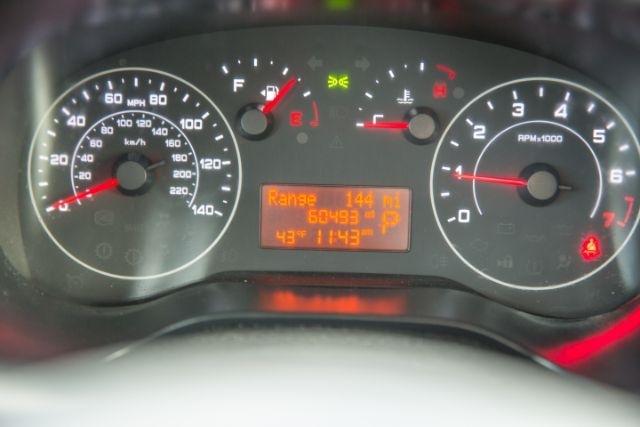 0 20 40 60 80 100 120 140
MPH
20 40 60 80 100 120 140 160 180 200 220
km/h
F E
C H
0 1 2 3 4 5 6 7
RPMx1000
Range 144 mi
60493 mi
P
43°F 11:43 am